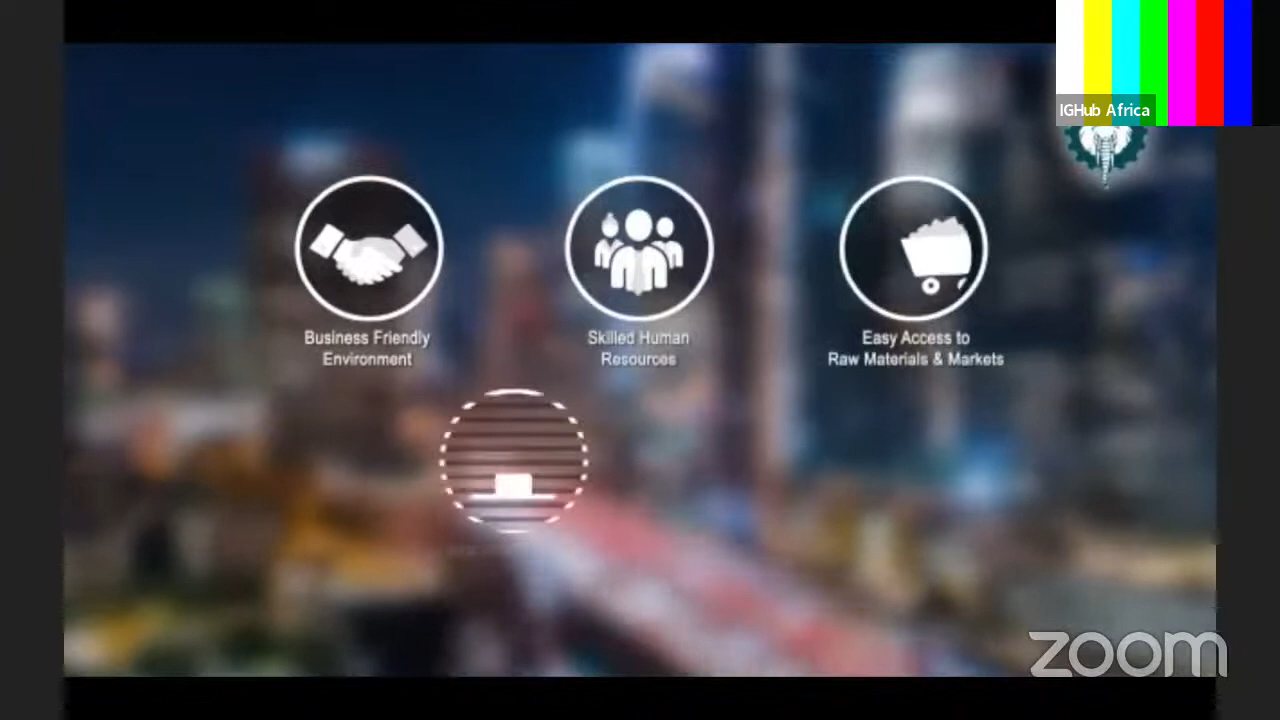 IGHub Africa
Business Friendly
Environment
Skilled Human
Resources
Easy Access to
Raw Materials & Markets
zoom